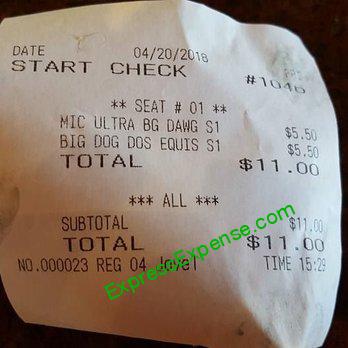 DATE 04/20/2018
START CHECK #1046
** SEAT # 01 **
MIC ULTRA BG DAWG S1 $5.50
BIG DOG DOS EQUIS S1 $5.50
TOTAL $11.00
*** ALL ***
SUBTOTAL $11.00
TOTAL $11.00
NO.000023 REG 04 TIME 15:29
ExpressExpense.com